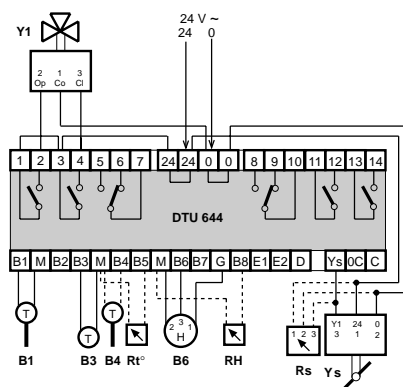 Y1
24 V ~
24 0
2 1 3
Op Co Cl
1 2 3 4 5 6 7 24 24 0 0 8 9 10 11 12 13 14
DTU 644
B1 M B2 B3 M B4 B5 M B6 B7 G B8 E1 E2 D Ys 0C C
T T T 2 3 1 H 1 2 3 Y1 24 0
3 1 2
B1 B3 B4 Rt° B6 RH Rs Ys